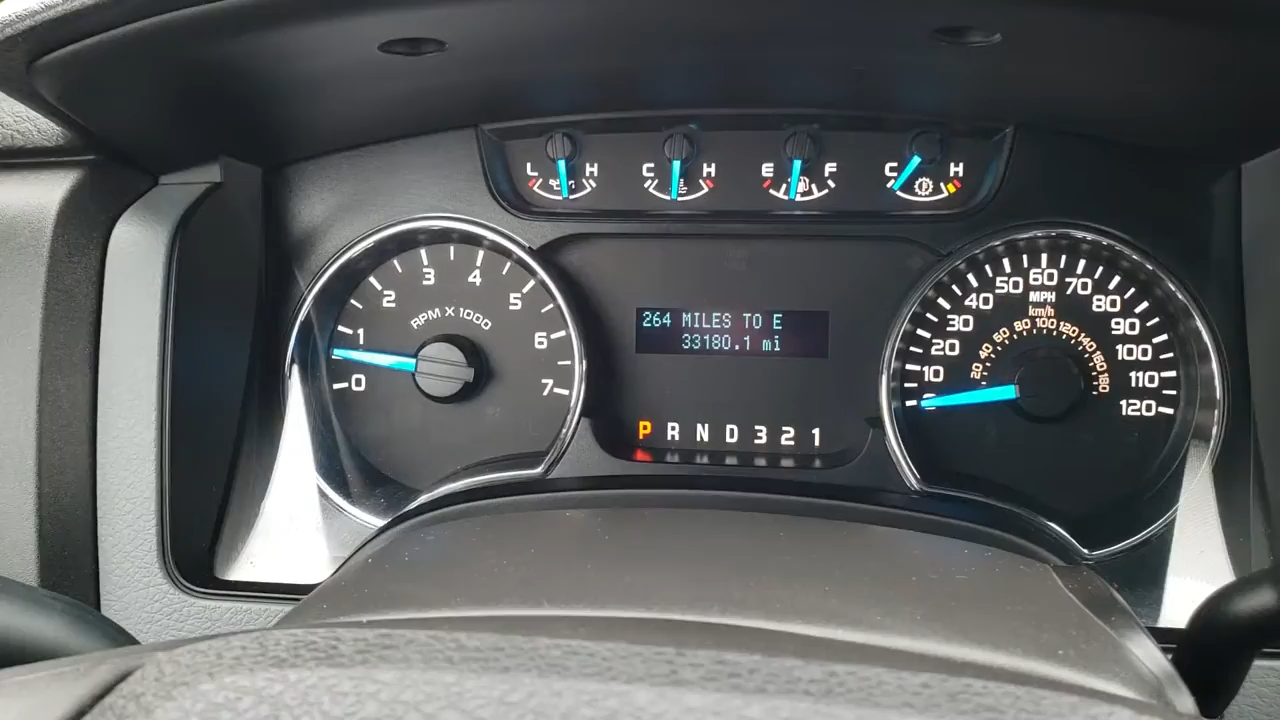 L H C H E F C H
0 1 2 3 4 5 6 7
RPM X 1000
264 MILES TO E
33180.1 mi
P R N D 3 2 1
10 20 30 40 50 60 70 80 90 100 110 120
MPH
km/h
20 40 60 80 100 120 140 160 180